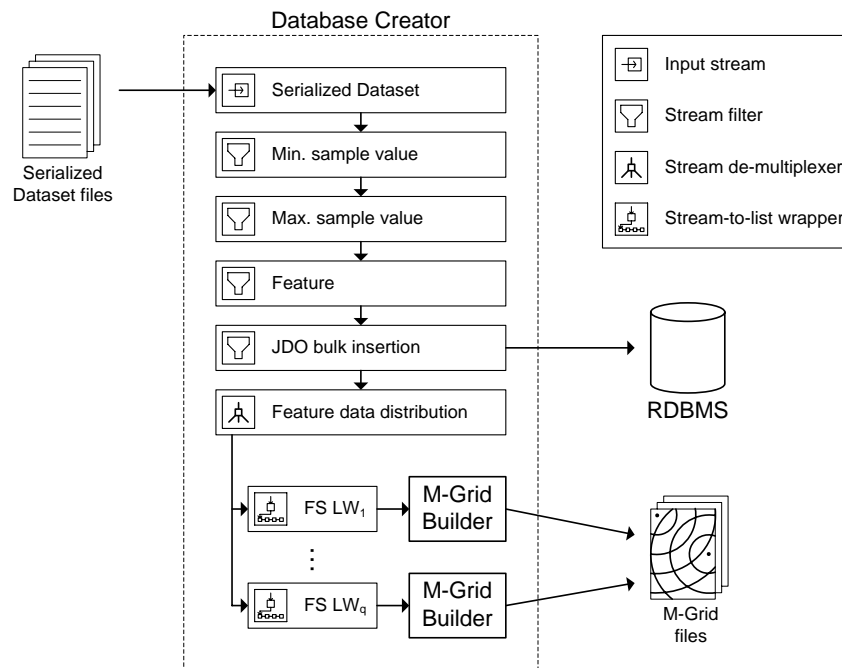 Database Creator
Serialized
Dataset files
Serialized Dataset
Min. sample value
Max. sample value
Feature
JDO bulk insertion
Feature data distribution
FS LW₁
M-Grid
Builder
⋮
FS LW_q
M-Grid
Builder
Input stream
Stream filter
Stream de-multiplexer
Stream-to-list wrapper
RDBMS
M-Grid
files